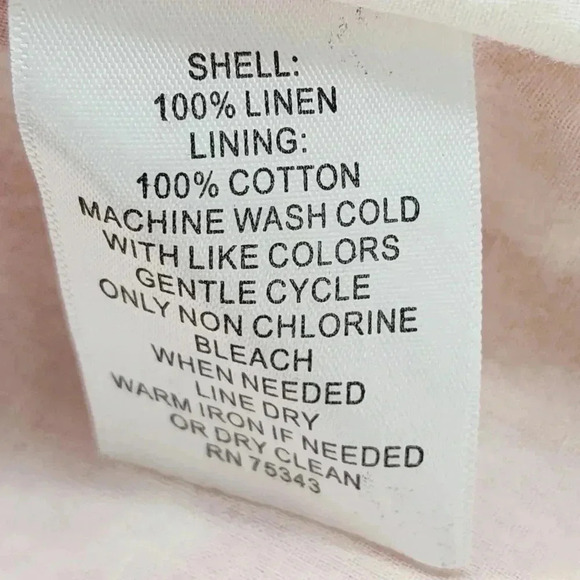 SHELL:
100% LINEN
LINING:
100% COTTON
MACHINE WASH COLD
WITH LIKE COLORS
GENTLE CYCLE
ONLY NON CHLORINE
BLEACH
WHEN NEEDED
LINE DRY
WARM IRON IF NEEDED
OR DRY CLEAN
RN 75343